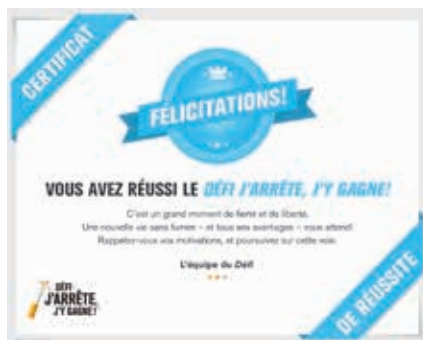 CERTIFICAT
FÉLICITATIONS!
VOUS AVEZ RÉUSSI LE DÉFI J'ARRÊTE, J'Y GAGNE!
C'est un grand moment de fierté et de liberté.
Une nouvelle vie sans fumée – et tous ses avantages – vous attend!
Rappelez-vous vos motivations, et poursuivez sur cette voie.
L'équipe du Défi
DÉFI
J'ARRÊTE,
J'Y GAGNE!
DE RÉUSSITE